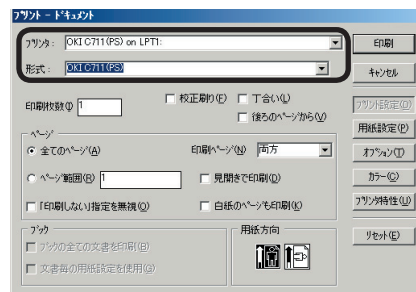 プリント - ドキュメント
プリンタ: OKI C711(PS) on LPT1:
形式: OKI C711(PS)
印刷
キャンセル
プリント設定(O)
用紙設定(P)
オプション(T)
カラー(C)
プリンタ特性(U)
リセット(E)
印刷枚数(I) 1
校正刷り(F)
丁合い(L)
後ろのページから(V)
ページ
全てのページ(A)
印刷ページ(N) 両方
ページ範囲(R) 1
見開きで印刷(D)
「印刷しない」指定を無視(Q)
白紙のページも印刷(K)
ブック
ブックの全ての文書を印刷(B)
文書毎の用紙設定を使用(G)
用紙方向